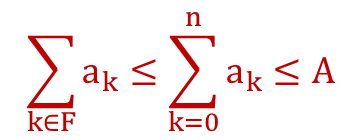 ∑_{k∈F} a_k ≤ ∑_{k=0}^{n} a_k ≤ A